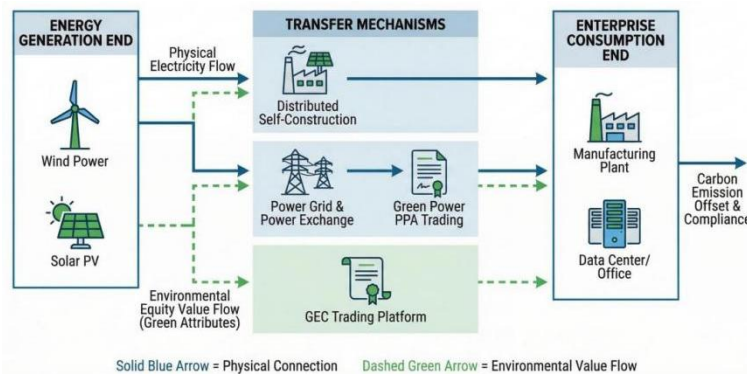 ENERGY
GENERATION END
Wind Power
Solar PV
Physical
Electricity Flow
Environmental
Equity Value Flow
(Green Attributes)
TRANSFER MECHANISMS
Distributed
Self-Construction
Power Grid &
Power Exchange
Green Power
PPA Trading
GEC Trading Platform
ENTERPRISE
CONSUMPTION
END
Manufacturing
Plant
Data Center/
Office
Carbon
Emission
Offset &
Compliance
Solid Blue Arrow = Physical Connection
Dashed Green Arrow = Environmental Value Flow